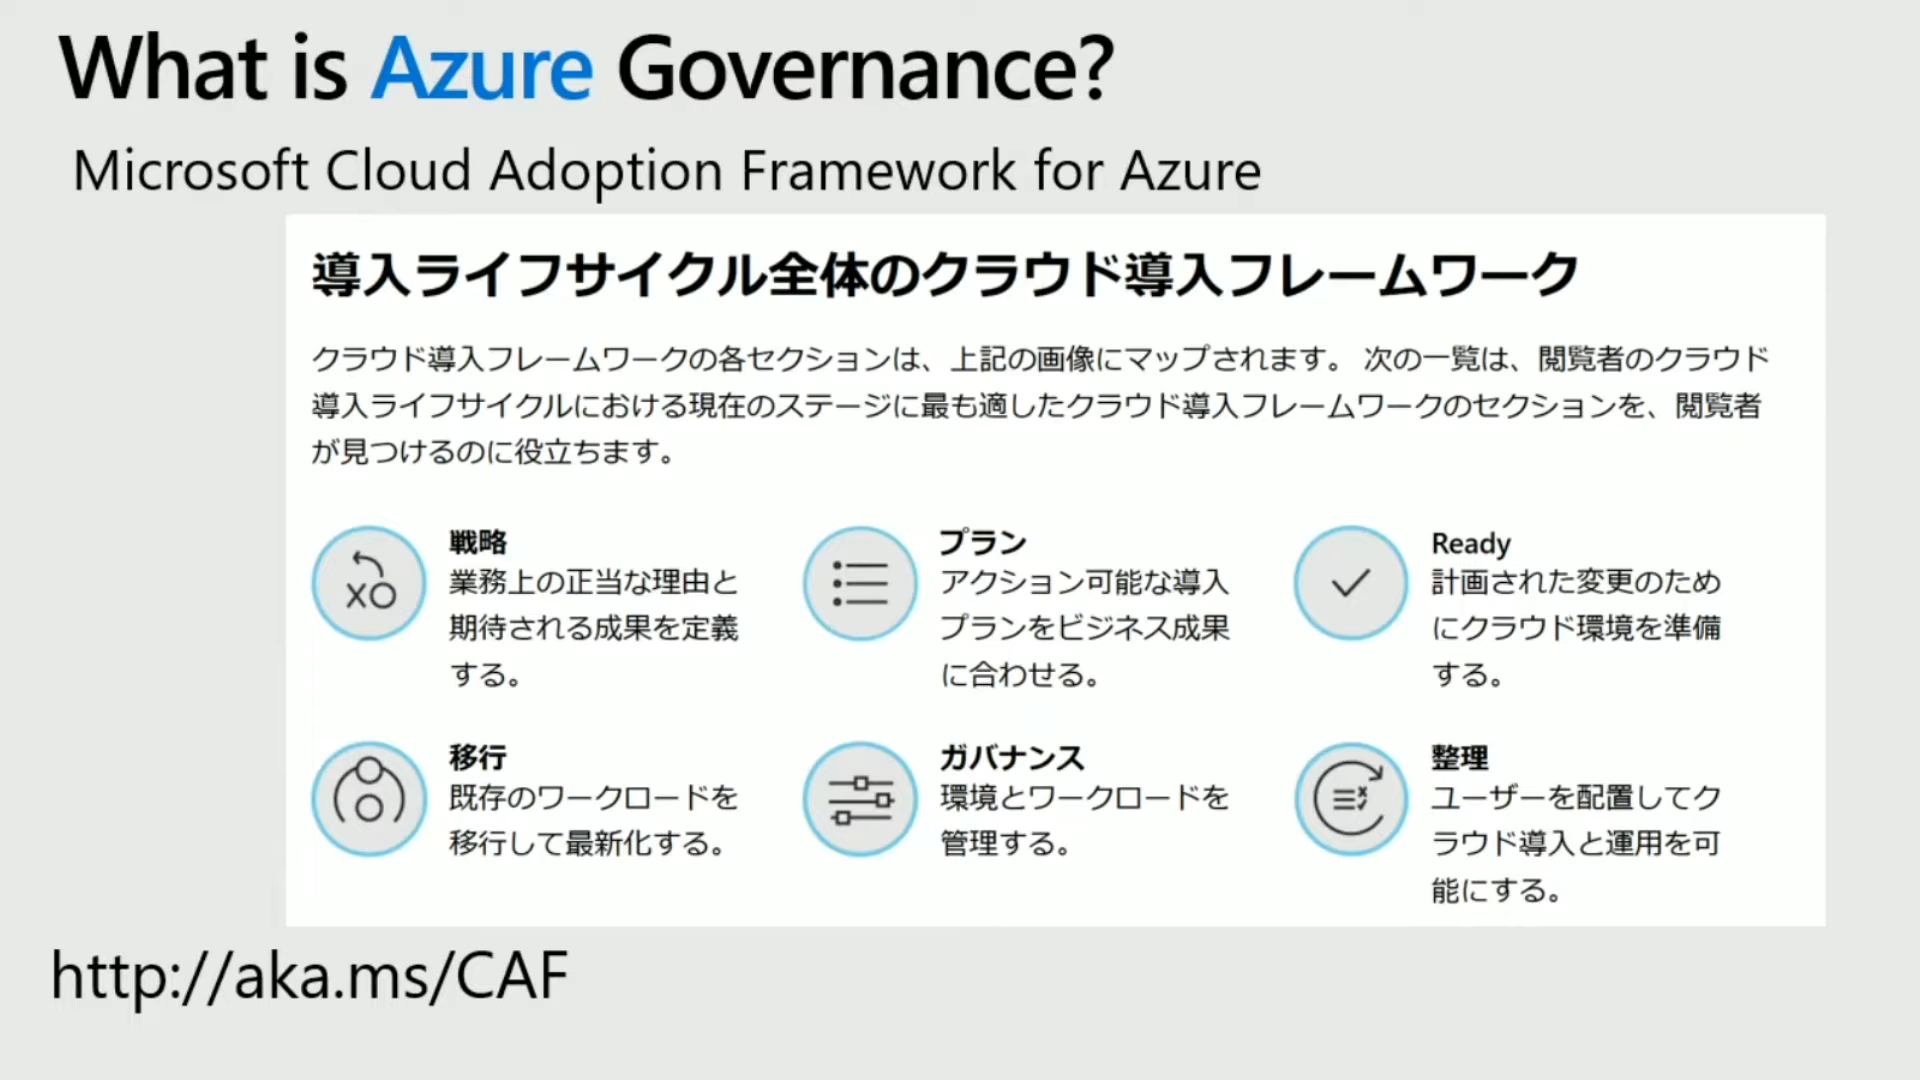 What is Azure Governance?
Microsoft Cloud Adoption Framework for Azure
導入ライフサイクル全体のクラウド導入フレームワーク
クラウド導入フレームワークの各セクションは、上記の画像にマップされます。 次の一覧は、閲覧者のクラウド
導入ライフサイクルにおける現在のステージに最も適したクラウド導入フレームワークのセクションを、閲覧者
が見つけるのに役立ちます。
戦略
業務上の正当な理由と
期待される成果を定義
する。
プラン
アクション可能な導入
プランをビジネス成果
に合わせる。
Ready
計画された変更のため
にクラウド環境を準備
する。
移行
既存のワークロードを
移行して最新化する。
ガバナンス
環境とワークロードを
管理する。
整理
ユーザーを配置してク
ラウド導入と運用を可
能にする。
http://aka.ms/CAF